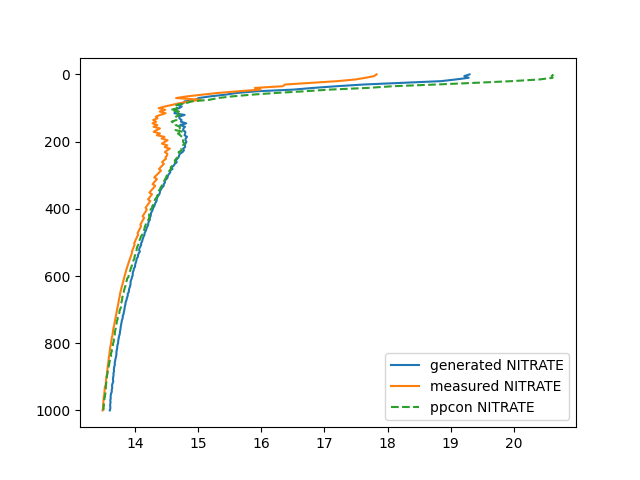 0
200
400
600
800
1000
14 15 16 17 18 19 20
generated NITRATE
measured NITRATE
ppcon NITRATE